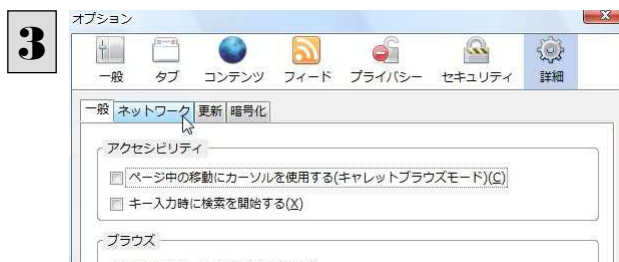 3
オプション
一般 タブ コンテンツ フィード プライバシー セキュリティ 詳細
一般 ネットワーク 更新 暗号化
アクセシビリティ
ページ中の移動にカーソルを使用する(キャレットブラウズモード)(C)
キー入力時に検索を開始する(X)
ブラウズ